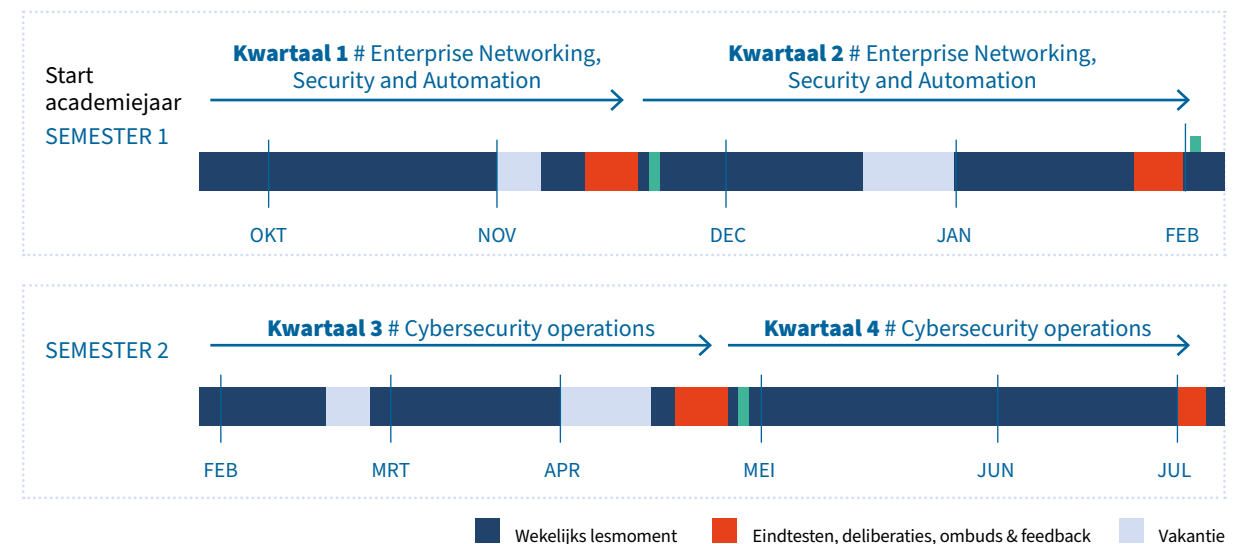 Kwartaal 1 # Enterprise Networking,
Security and Automation
Kwartaal 2 # Enterprise Networking,
Security and Automation
Start
academiejaar
SEMESTER 1
OKT NOV DEC JAN FEB
Kwartaal 3 # Cybersecurity operations
Kwartaal 4 # Cybersecurity operations
SEMESTER 2
FEB MRT APR MEI JUN JUL
Wekelijks lesmoment Eindtesten, deliberaties, ombuds & feedback Vakantie